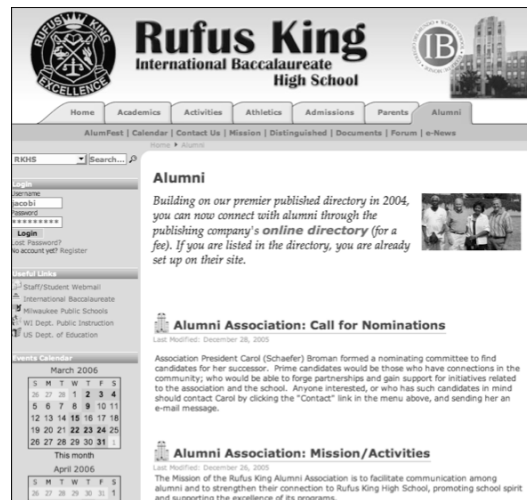 RUFUS KING
EXCELLENCE
Rufus King
International Baccalaureate
High School
IB
Home Academics Activities Athletics Admissions Parents Alumni
AlumFest | Calendar | Contact Us | Mission | Distinguished | Documents | Forum | e-News
Home Alumni
RKHS Search...
Login
Username
jacobi
Password
*********
Login
Lost Password?
No account yet? Register
Useful Links
Staff/Student Webmail
International Baccalaureate
Milwaukee Public Schools
WI Dept. Public Instruction
US Dept. of Education
Events Calendar
March 2006
S M T W T F S
26 27 28 1 2 3 4
5 6 7 8 9 10 11
12 13 14 15 16 17 18
19 20 21 22 23 24 25
26 27 28 29 30 31 1
This month
April 2006
S M T W T F S
26 27 28 29 30 31 1
Alumni
Building on our premier published directory in 2004,
you can now connect with alumni through the
publishing company's online directory (for a
fee). If you are listed in the directory, you are already
set up on their site.
Alumni Association: Call for Nominations
Last Modified: December 28, 2005
Association President Carol (Schaefer) Broman formed a nominating committee to find
candidates for her successor. Prime candidates would be those who have connections in the
community; who would be able to forge partnerships and gain support for initiatives related
to the association and the school. Anyone interested, or who has such candidates in mind
should contact Carol by clicking the "Contact" link in the menu above, and sending her an
e-mail message.
Alumni Association: Mission/Activities
Last Modified: December 26, 2005
The Mission of the Rufus King Alumni Association is to facilitate communication among
alumni and to strengthen their connection to Rufus King High School, promoting school spirit
and supporting the excellence of its programs.